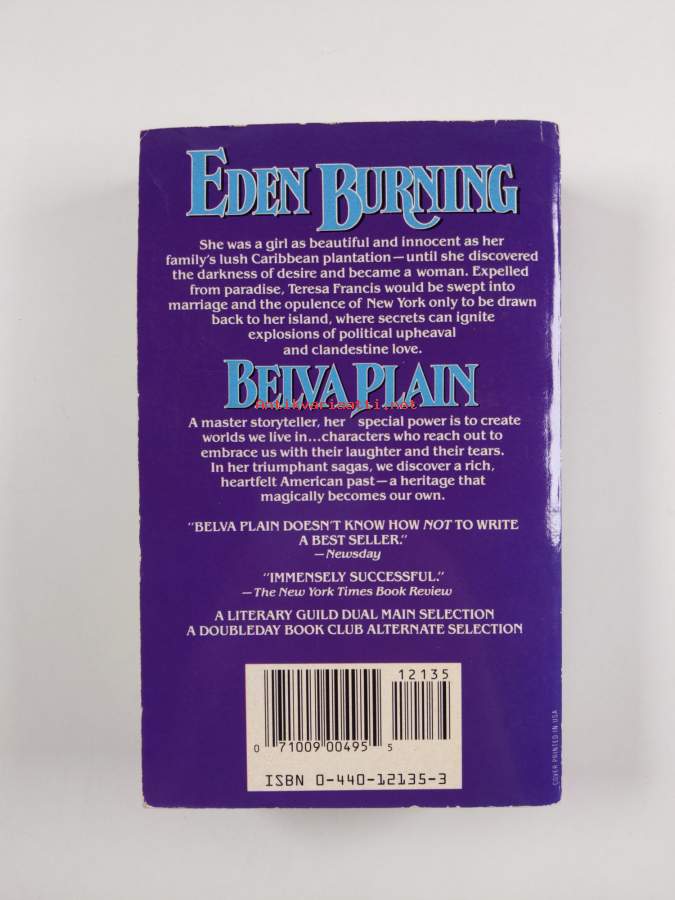 EDEN BURNING
She was a girl as beautiful and innocent as her
family's lush Caribbean plantation—until she discovered
the darkness of desire and became a woman. Expelled
from paradise, Teresa Francis would be swept into
marriage and the opulence of New York only to be drawn
back to her island, where secrets can ignite
explosions of political upheaval
and clandestine love.
BELVA PLAIN
Antikvariaatti.net
A master storyteller, her special power is to create
worlds we live in...characters who reach out to
embrace us with their laughter and their tears.
In her triumphant sagas, we discover a rich,
heartfelt American past—a heritage that
magically becomes our own.
"BELVA PLAIN DOESN'T KNOW HOW NOT TO WRITE
A BEST SELLER."
—Newsday
"IMMENSELY SUCCESSFUL."
—The New York Times Book Review
A LITERARY GUILD DUAL MAIN SELECTION
A DOUBLEDAY BOOK CLUB ALTERNATE SELECTION
12135
0 71009 00495 5
ISBN 0-440-12135-3
COVER PRINTED IN USA